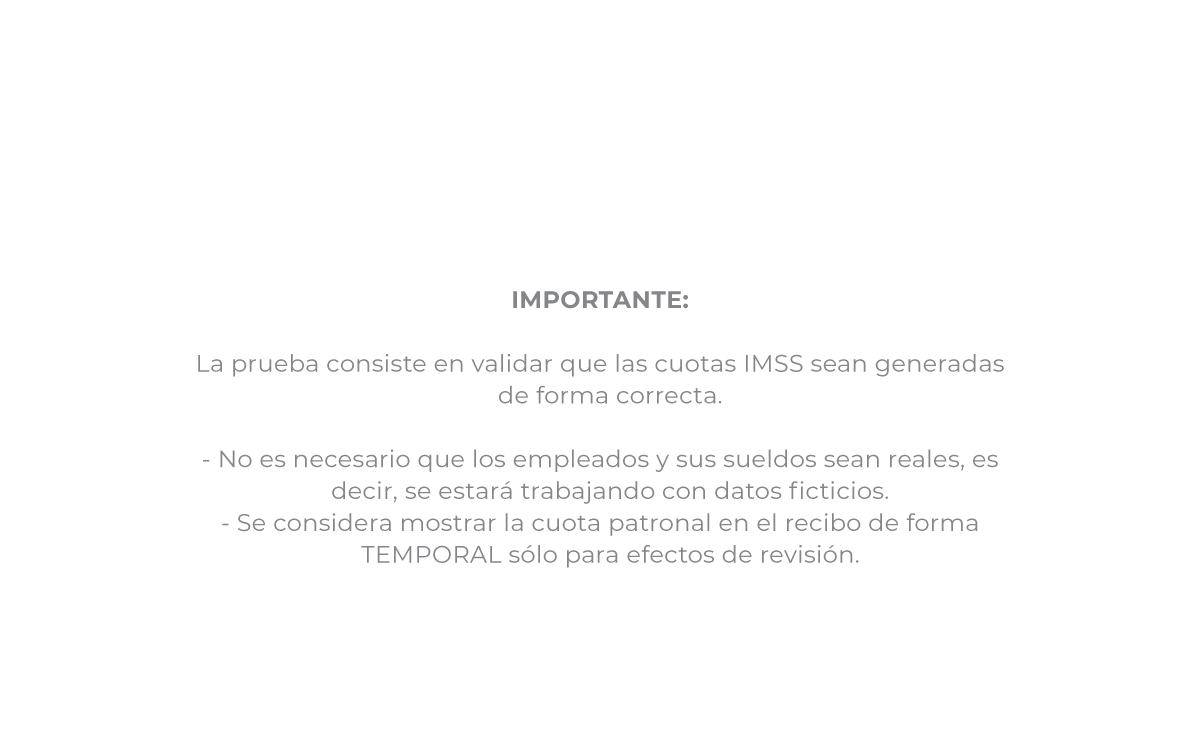 IMPORTANTE:
La prueba consiste en validar que las cuotas IMSS sean generadas
de forma correcta.
- No es necesario que los empleados y sus sueldos sean reales, es
decir, se estará trabajando con datos ficticios.
- Se considera mostrar la cuota patronal en el recibo de forma
TEMPORAL sólo para efectos de revisión.